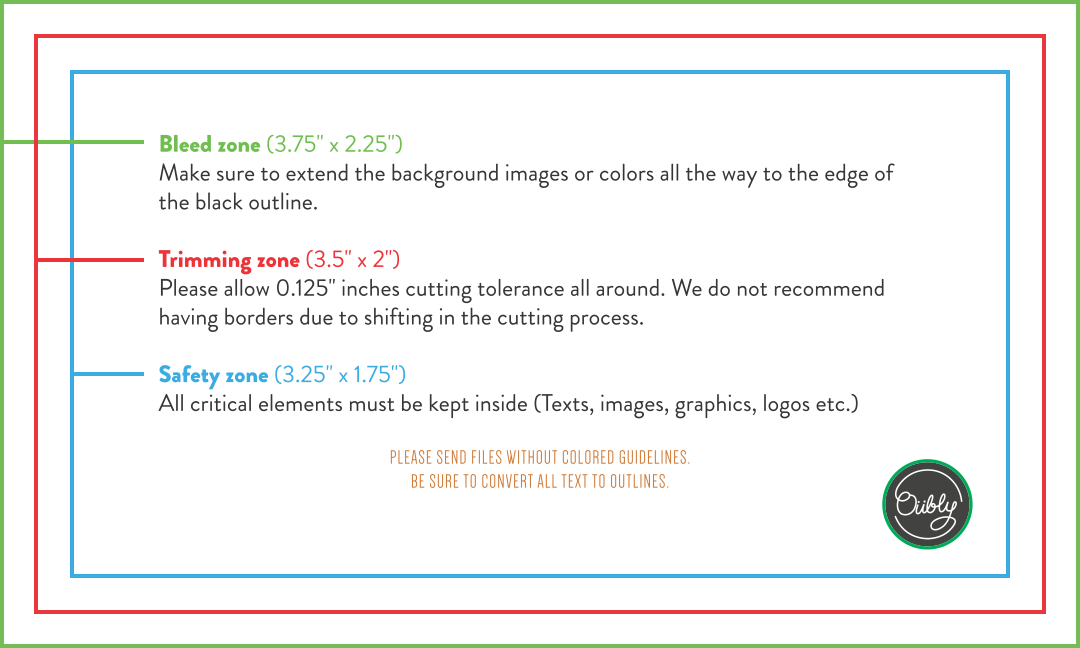 Bleed zone (3.75" x 2.25")
Make sure to extend the background images or colors all the way to the edge of
the black outline.
Trimming zone (3.5" x 2")
Please allow 0.125" inches cutting tolerance all around. We do not recommend
having borders due to shifting in the cutting process.
Safety zone (3.25" x 1.75")
All critical elements must be kept inside (Texts, images, graphics, logos etc.)
PLEASE SEND FILES WITHOUT COLORED GUIDELINES.
BE SURE TO CONVERT ALL TEXT TO OUTLINES.
Oübly